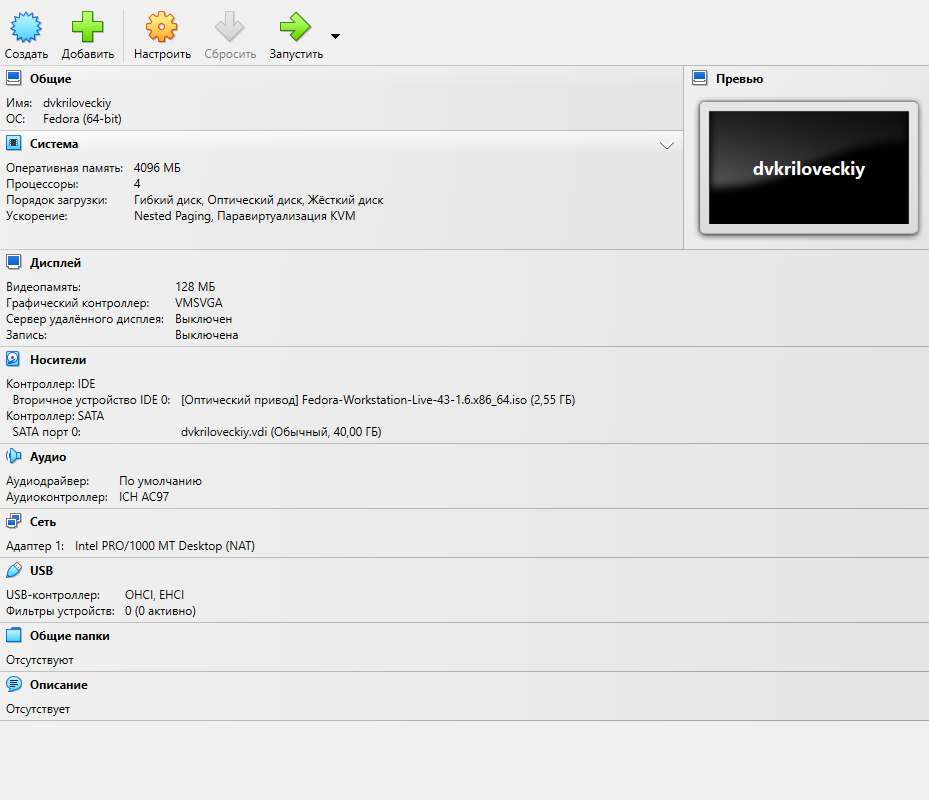 Создать Добавить Настроить Сбросить Запустить
Общие
Имя: dvkriloveckiy
ОС: Fedora (64-bit)
Превью
dvkriloveckiy
Система
Оперативная память: 4096 МБ
Процессоры: 4
Порядок загрузки: Гибкий диск, Оптический диск, Жёсткий диск
Ускорение: Nested Paging, Паравиртуализация KVM
Дисплей
Видеопамять: 128 МБ
Графический контроллер: VMSVGA
Сервер удалённого дисплея: Выключен
Запись: Выключена
Носители
Контроллер: IDE
Вторичное устройство IDE 0: [Оптический привод] Fedora-Workstation-Live-43-1.6.x86_64.iso (2,55 ГБ)
Контроллер: SATA
SATA порт 0: dvkriloveckiy.vdi (Обычный, 40,00 ГБ)
Аудио
Аудиодрайвер: По умолчанию
Аудиоконтроллер: ICH AC97
Сеть
Адаптер 1: Intel PRO/1000 MT Desktop (NAT)
USB
USB-контроллер: OHCI, EHCI
Фильтры устройств: 0 (0 активно)
Общие папки
Отсутствуют
Описание
Отсутствует